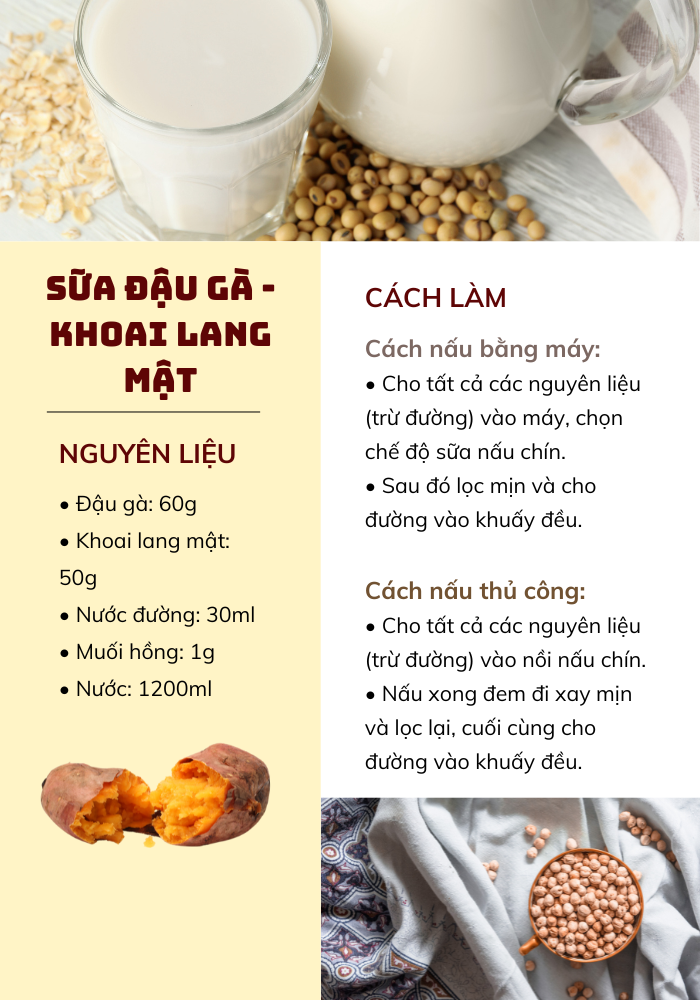 SỮA ĐẬU GÀ -
KHOAI LANG
MẬT
NGUYÊN LIỆU
• Đậu gà: 60g
• Khoai lang mật:
50g
• Nước đường: 30ml
• Muối hồng: 1g
• Nước: 1200ml
CÁCH LÀM
Cách nấu bằng máy:
• Cho tất cả các nguyên liệu
(trừ đường) vào máy, chọn
chế độ sữa nấu chín.
• Sau đó lọc mịn và cho
đường vào khuấy đều.
Cách nấu thủ công:
• Cho tất cả các nguyên liệu
(trừ đường) vào nồi nấu chín.
• Nấu xong đem đi xay mịn
và lọc lại, cuối cùng cho
đường vào khuấy đều.